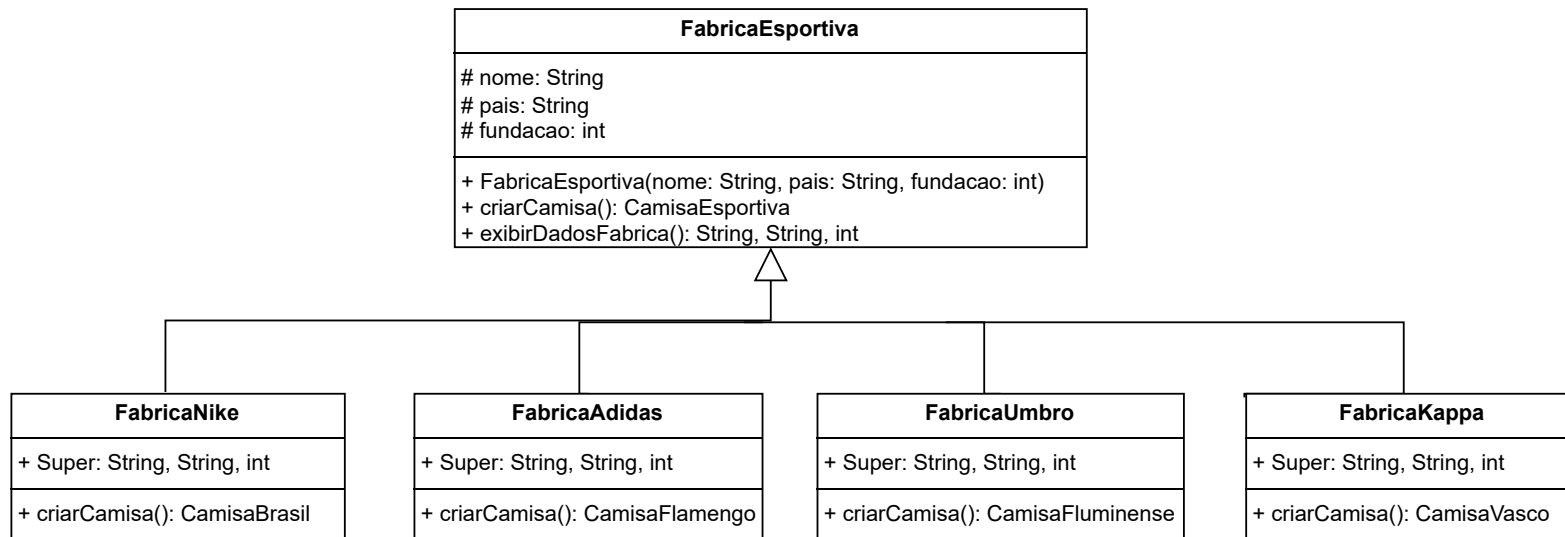 FabricaEsportiva
# nome: String
# pais: String
# fundacao: int
+ FabricaEsportiva(nome: String, pais: String, fundacao: int)
+ criarCamisa(): CamisaEsportiva
+ exibirDadosFabrica(): String, String, int
FabricaNike
+ Super: String, String, int
+ criarCamisa(): CamisaBrasil
FabricaAdidas
+ Super: String, String, int
+ criarCamisa(): CamisaFlamengo
FabricaUmbro
+ Super: String, String, int
+ criarCamisa(): CamisaFluminense
FabricaKappa
+ Super: String, String, int
+ criarCamisa(): CamisaVasco